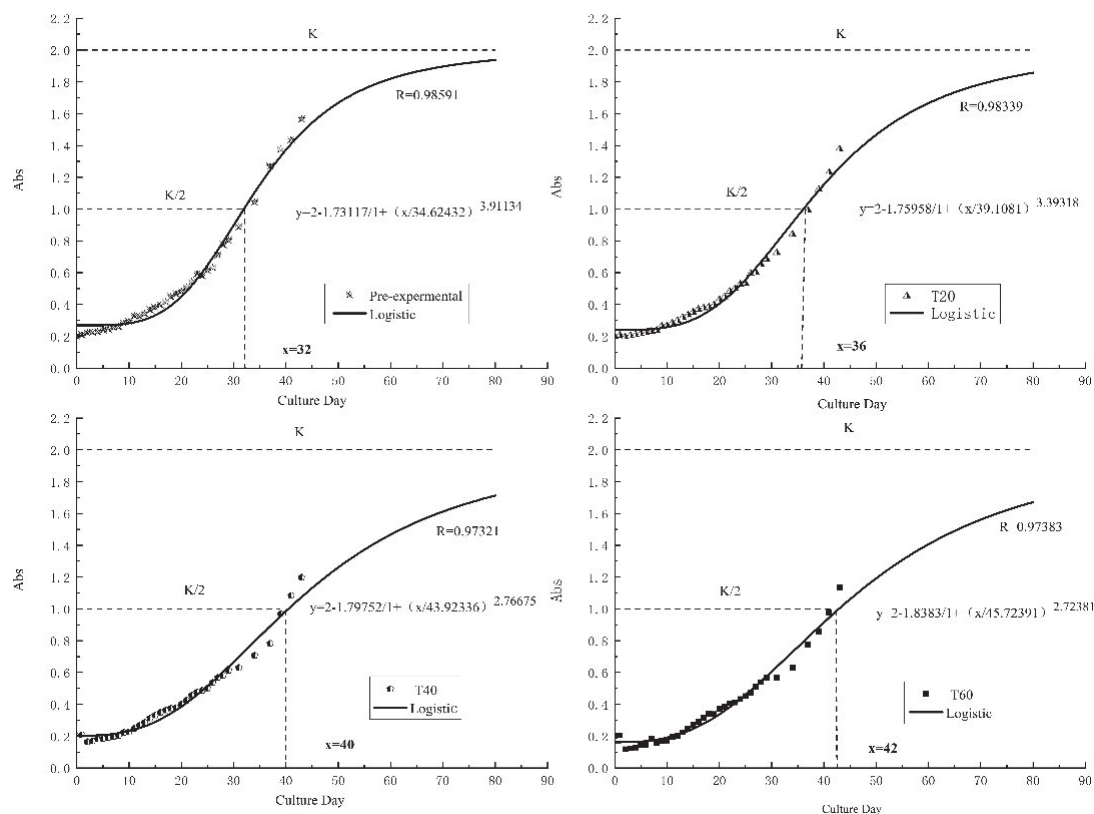 2.2
K
2.0
1.8
R=0.98591
1.6
1.4
Abs
1.2
K/2
1.0
y=2-1.73117/1+（x/34.62432）3.91134
0.8
0.6
Pre-expermental
Logistic
0.4
0.2
x=32
0.0
0 10 20 30 40 50 60 70 80 90
Culture Day
2.2
K
2.0
1.8
R=0.98339
1.6
1.4
Abs
1.2
K/2
1.0
y=2-1.75958/1+（x/39.1081）3.39318
0.8
0.6
T20
Logistic
0.4
0.2
x=36
0.0
0 10 20 30 40 50 60 70 80 90
Culture Day
2.2
K
2.0
1.8
R=0.97321
1.6
1.4
Abs
1.2
K/2
1.0
y=2-1.79752/1+（x/43.92336）2.76675
0.8
0.6
T40
Logistic
0.4
0.2
x=40
0.0
0 10 20 30 40 50 60 70 80 90
Culture Day
2.2
K
2.0
1.8
R 0.97383
1.6
1.4
Abs
1.2
K/2
1.0
y 2-1.8383/1+（x/45.72391）2.72381
0.8
0.6
T60
Logistic
0.4
0.2
x=42
0.0
0 10 20 30 40 50 60 70 80 90
Culture Day